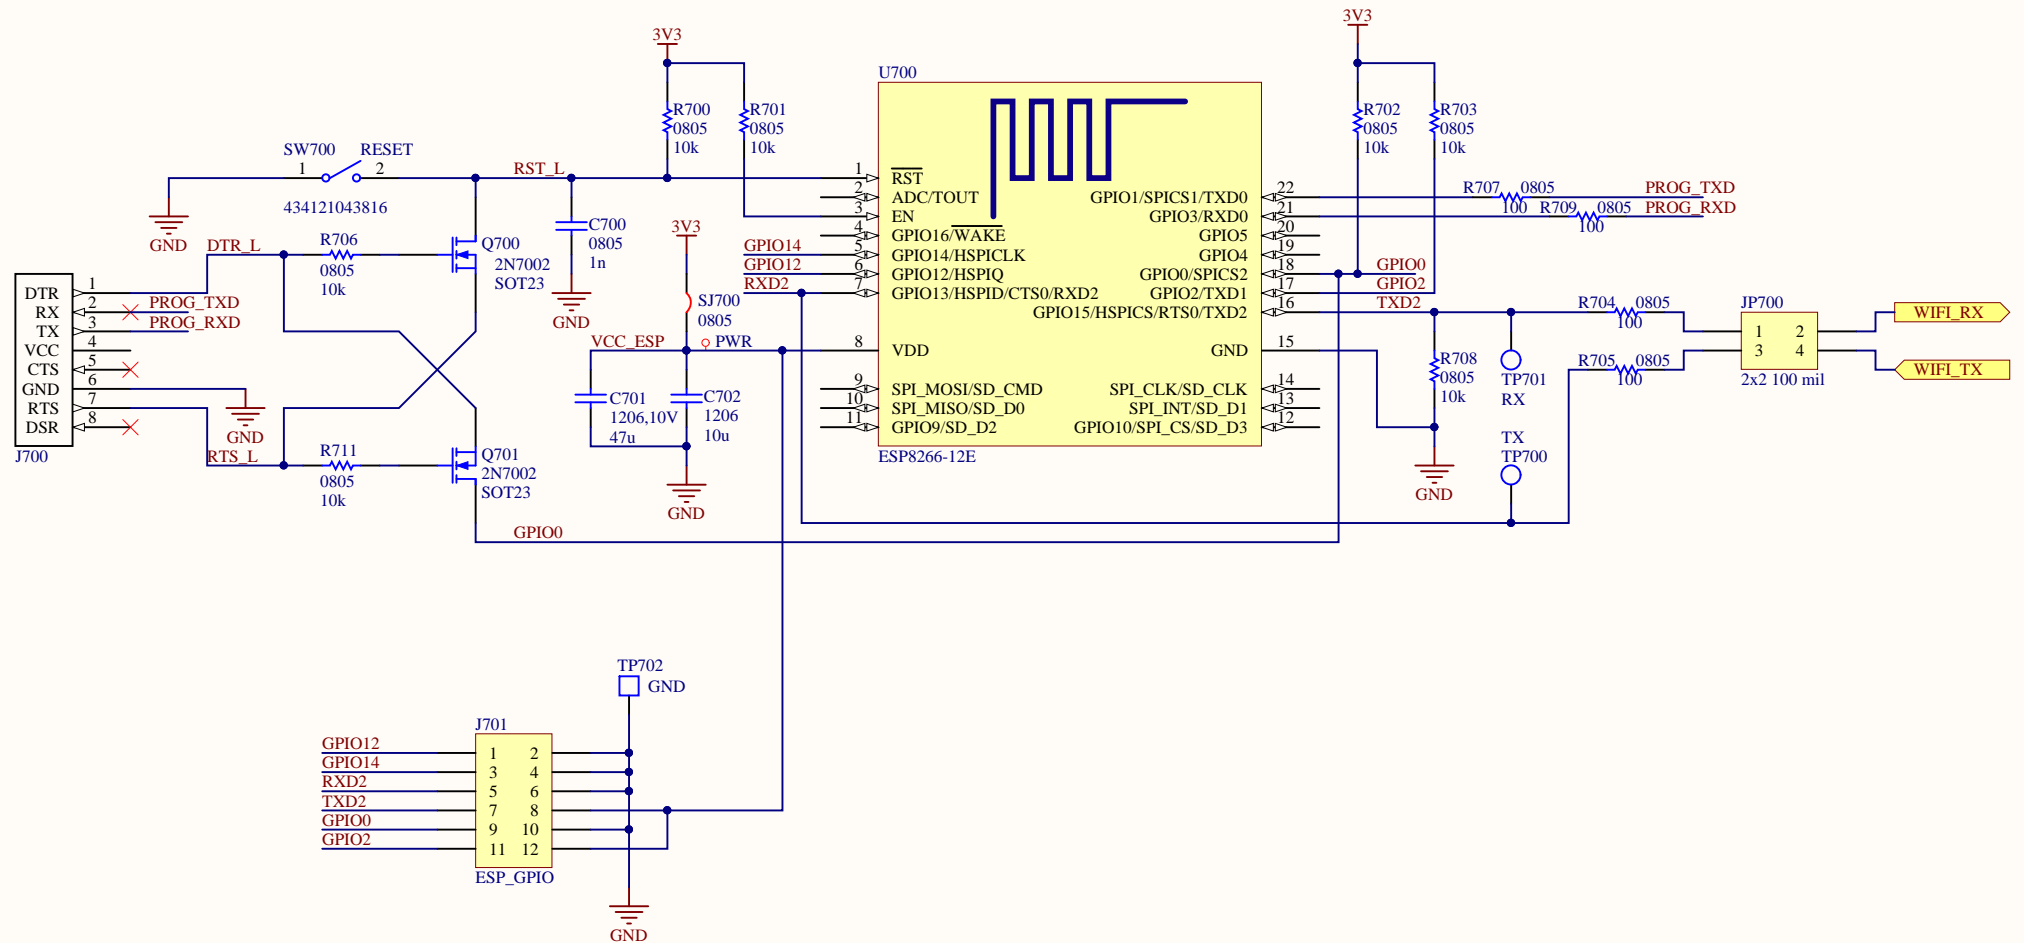 3V3
R700
0805
10k
R701
0805
10k
3V3
R702
0805
10k
R703
0805
10k
U700
SW700 RESET
1 2
434121043816
GND
RST_L
C700
0805
1n
GND
DTR_L
R706
0805
10k
Q700
2N7002
SOT23
J700
DTR 1
RX 2 PROG_TXD
TX 3 PROG_RXD
VCC 4
CTS 5
GND 6
RTS 7
DSR 8
GND
RTS_L
R711
0805
10k
Q701
2N7002
SOT23
GPIO0
3V3
SJ700
0805
VCC_ESP PWR
C701
1206,10V
47u
C702
1206
10u
GND
GPIO14
GPIO12
RXD2
1 RST
2 ADC/TOUT
3 EN
4 GPIO16/WAKE
5 GPIO14/HSPICLK
6 GPIO12/HSPIQ
7 GPIO13/HSPID/CTS0/RXD2
8 VDD
9 SPI_MOSI/SD_CMD
10 SPI_MISO/SD_D0
11 GPIO9/SD_D2
GPIO1/SPICS1/TXD0 22
GPIO3/RXD0 21
GPIO5 20
GPIO4 19
GPIO0/SPICS2 18
GPIO2/TXD1 17
GPIO15/HSPICS/RTS0/TXD2 16
GND 15
SPI_CLK/SD_CLK 14
SPI_INT/SD_D1 13
GPIO10/SPI_CS/SD_D3 12
ESP8266-12E
R707 0805
100
PROG_TXD
R709 0805
100
PROG_RXD
GPIO0
GPIO2
TXD2
R708
0805
10k
GND
TP701
RX
TX
TP700
R704 0805
100
R705 0805
100
JP700
1 2
3 4
2x2 100 mil
WIFI_RX
WIFI_TX
TP702
GND
J701
GPIO12 1 2
GPIO14 3 4
RXD2 5 6
TXD2 7 8
GPIO0 9 10
GPIO2 11 12
ESP_GPIO
GND